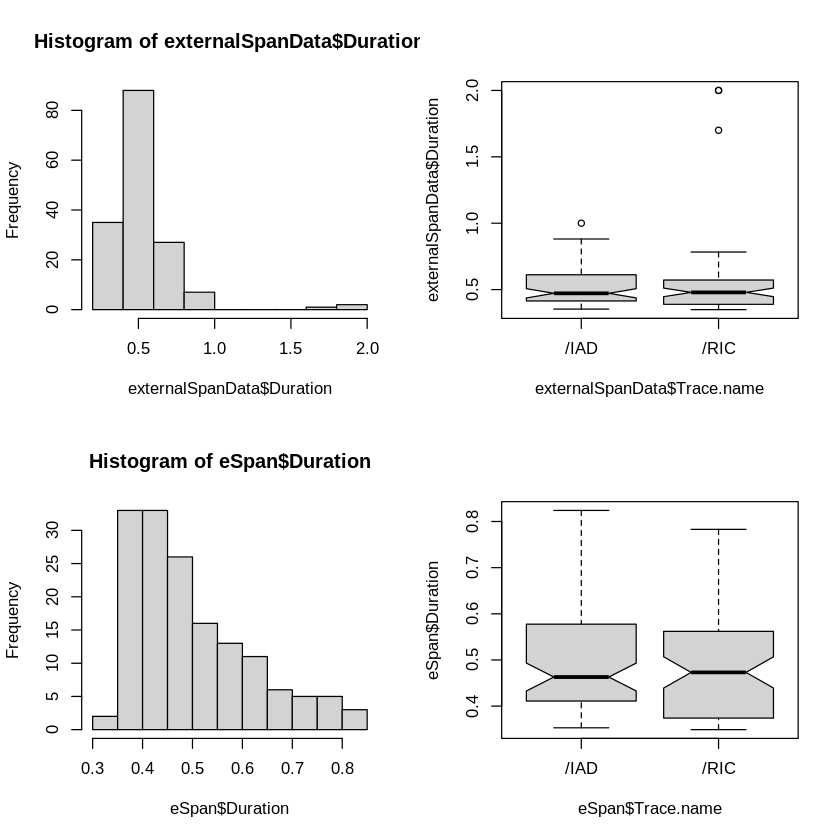 Histogram of externalSpanData$Duration
Frequency
0 20 40 60 80
0.5 1.0 1.5 2.0
externalSpanData$Duration
externalSpanData$Duration
0.5 1.0 1.5 2.0
/IAD /RIC
externalSpanData$Trace.name
Histogram of eSpan$Duration
Frequency
0 5 10 15 20 25 30
0.3 0.4 0.5 0.6 0.7 0.8
eSpan$Duration
eSpan$Duration
0.4 0.5 0.6 0.7 0.8
/IAD /RIC
eSpan$Trace.name